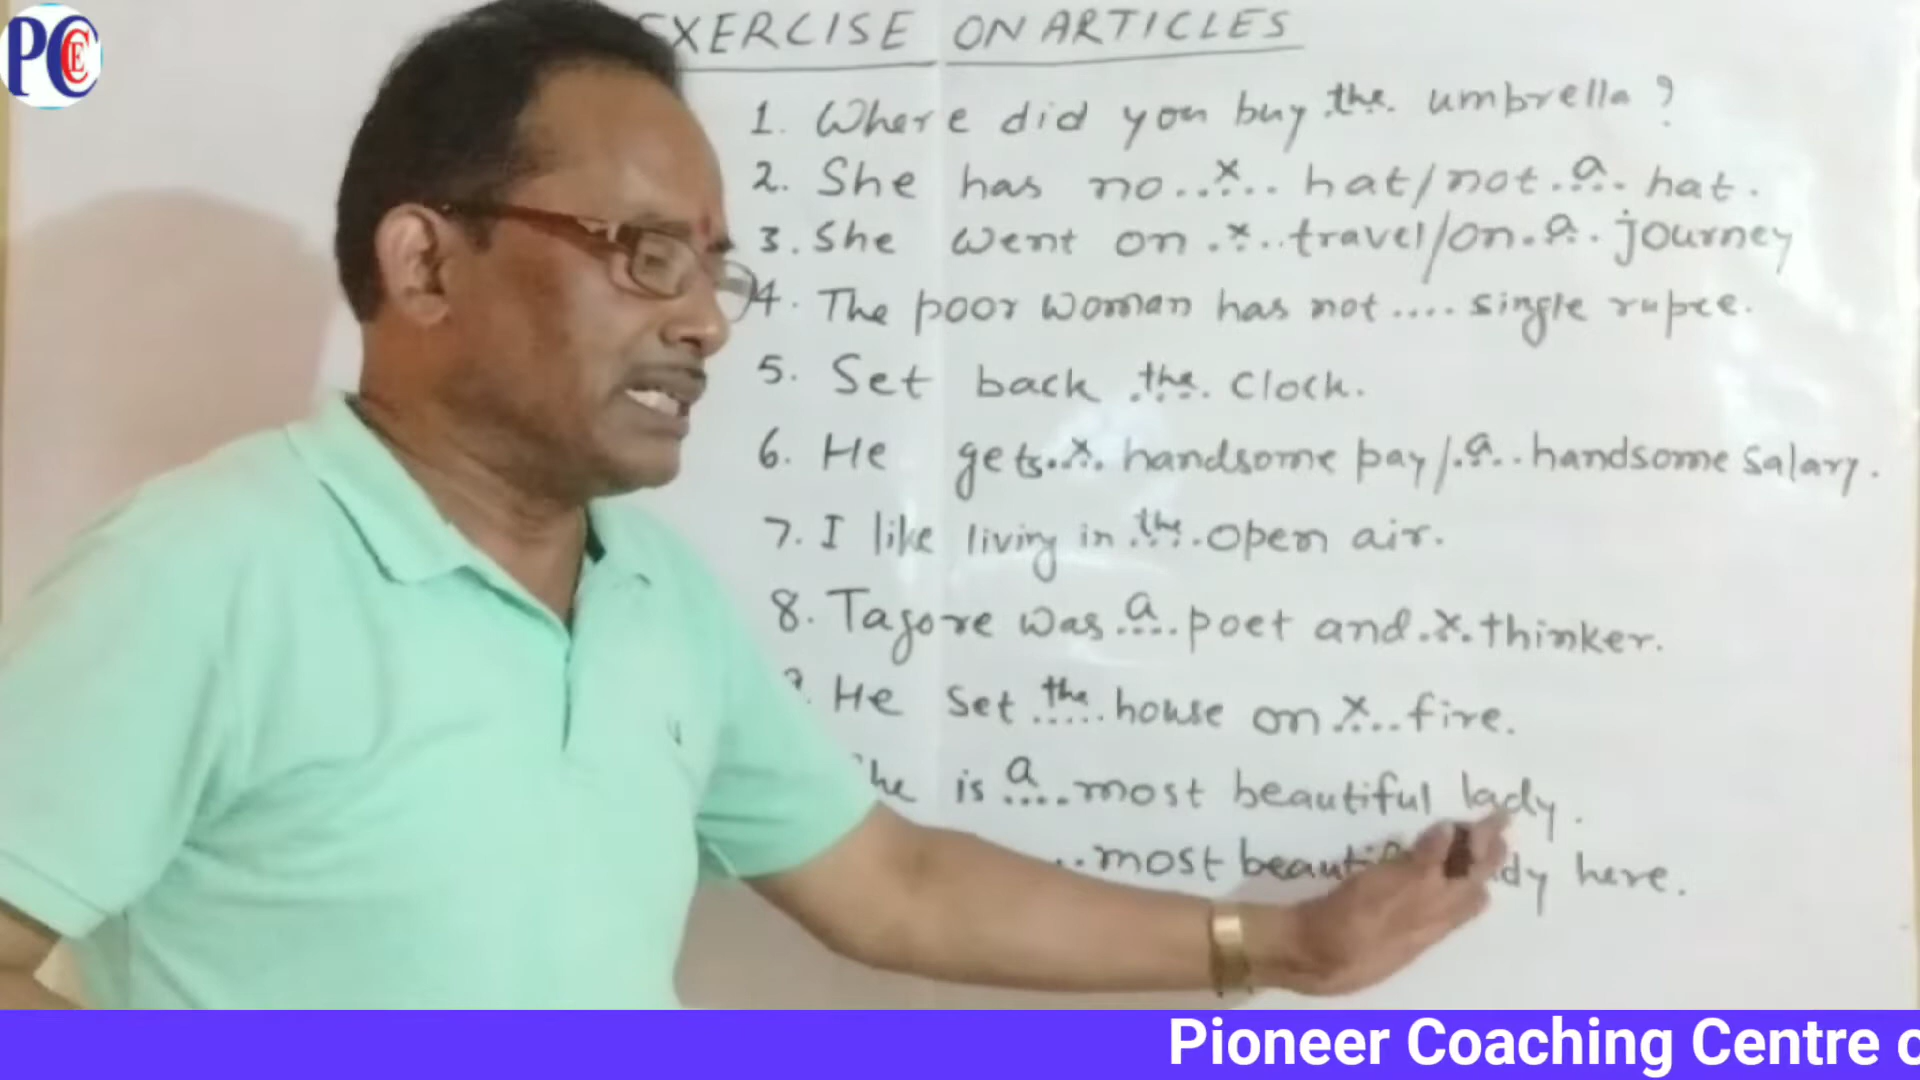 PCC E
EXERCISE ON ARTICLES
1. Where did you buy .the. umbrella?
2. She has no..x.. hat/not.a. hat.
3. She went on .x..travel/on.a. journey
4. The poor woman has not .... single rupee.
5. Set back .the. clock.
6. He gets..x. handsome pay/.a..handsome salary.
7. I like living in .the.open air.
8. Tagore was .a.poet and.x.thinker.
9. He set the.....house on x...fire.
is a....most beautiful lady.
..most here.
Pioneer Coaching Centre